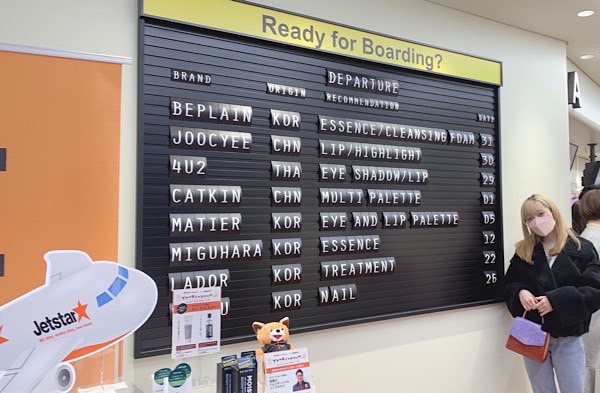 Ready for Boarding?
DEPARTURE
BRAND ORIGIN RECOMMENDATION GATE
BEPLAIN KOR ESSENCE/CLEANSING FOAM 31
JOOCYEE CHN LIP/HIGHLIGHT 30
4U2 THA EYE SHADOW/LIP 29
CATKIN CHN MULTI PALETTE 01
MATIER KOR EYE AND LIP PALETTE 05
MIGUHARA KOR ESSENCE 12
LADOR KOR TREATMENT 22
KOR NAIL 26
A
Jetstar